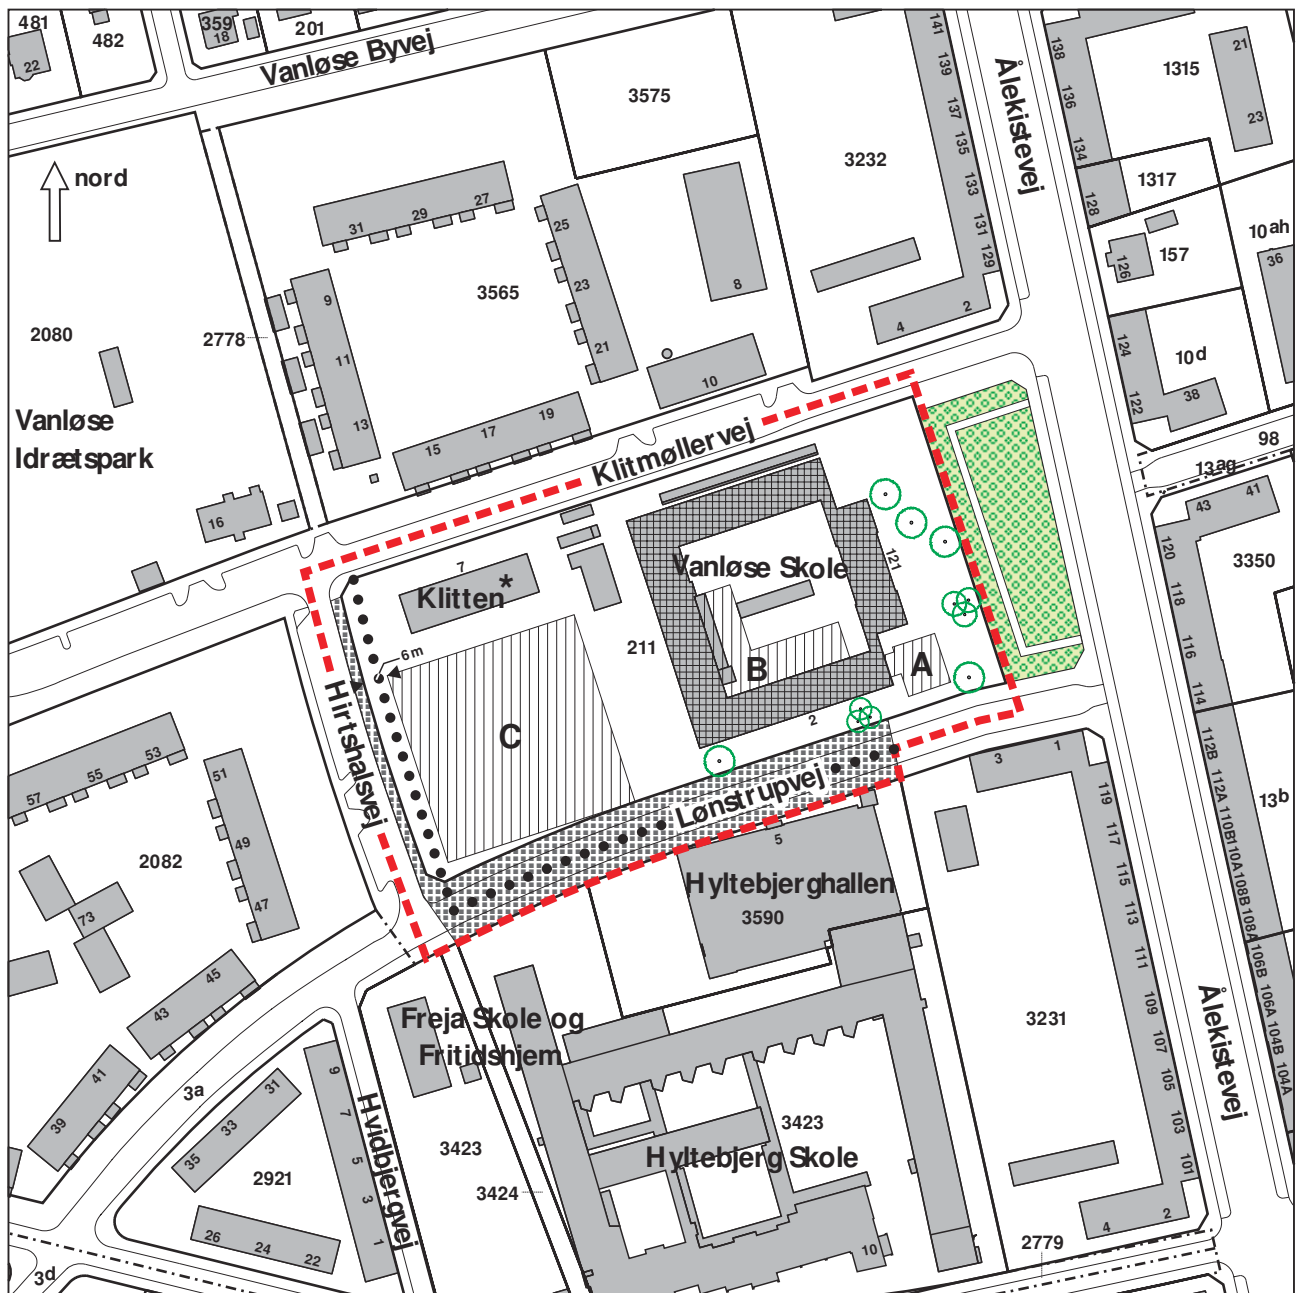 481
482
22
359
18
201
Vanløse Byvej
3575
3232
141
139
137
135
133
131
129
Ålekistevej
138
136
134
128
1315
21
23
1317
157
126
10ah
36
nord
31
29
27
25
23
21
3565
8
4
2
2080
2778
9
11
13
10
124
122
10d
38
Vanløse
Idrætspark
15
17
19
Klitmøllervej
98
13ag
16
43
41
120
118
116
114
3350
7
Klitten*
Vanløse Skole
121
6 m
211
B
A
Hirtshalsvej
C
2
Lønstrupvej
57
55
53
51
49
47
2082
73
45
43
5
Hyltebjerghallen
3590
3
1
119
117
115
113
111
109
107
105
103
101
112B
112A
110B
110A
108B
108A
106B
106A
104B
104A
13b
Freja Skole og
Fritidshjem
3231
Ålekistevej
41
39
3a
31
33
35
2921
9
7
5
3
1
Hvidbjergvej
3423
3424
3423
Hyltebjerg Skole
26
24
22
10
4
2
2779
3d